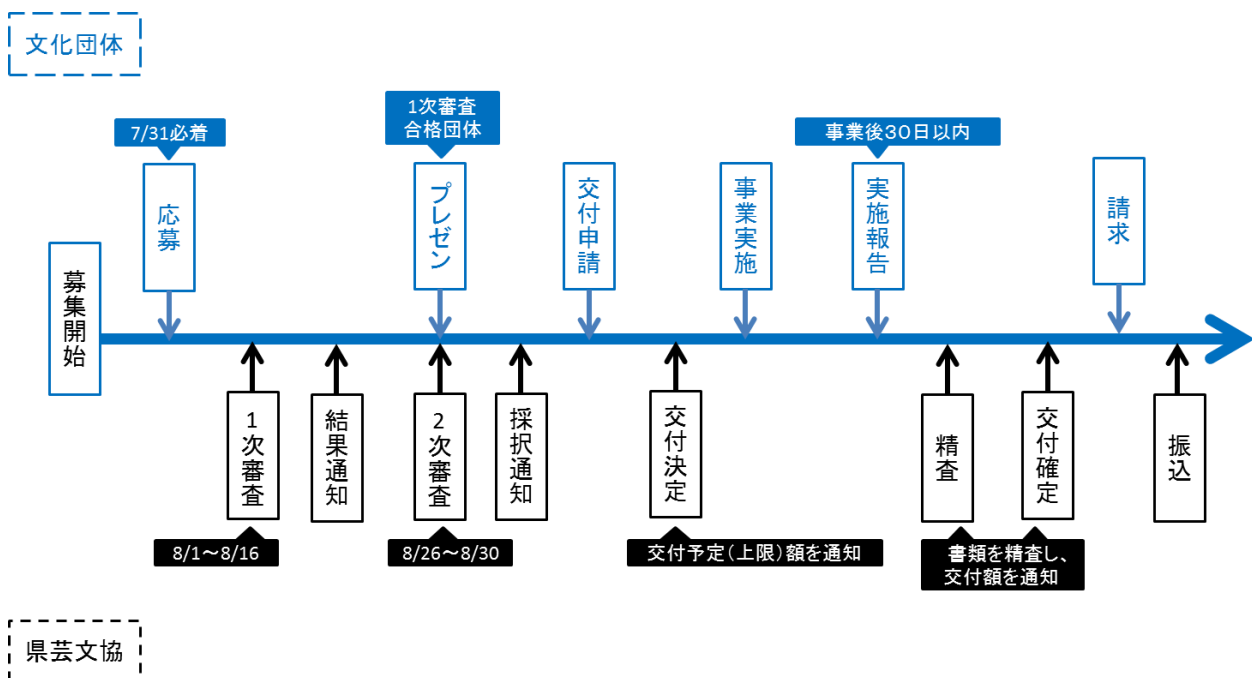 文化団体
7/31必着
1次審査
合格団体
事業後30日以内
応募
プレゼン
交付申請
事業実施
実施報告
請求
募集開始
1次審査
結果通知
2次審査
採択通知
交付決定
精査
交付確定
振込
8/1～8/16
8/26～8/30
交付予定(上限)額を通知
書類を精査し、
交付額を通知
県芸文協